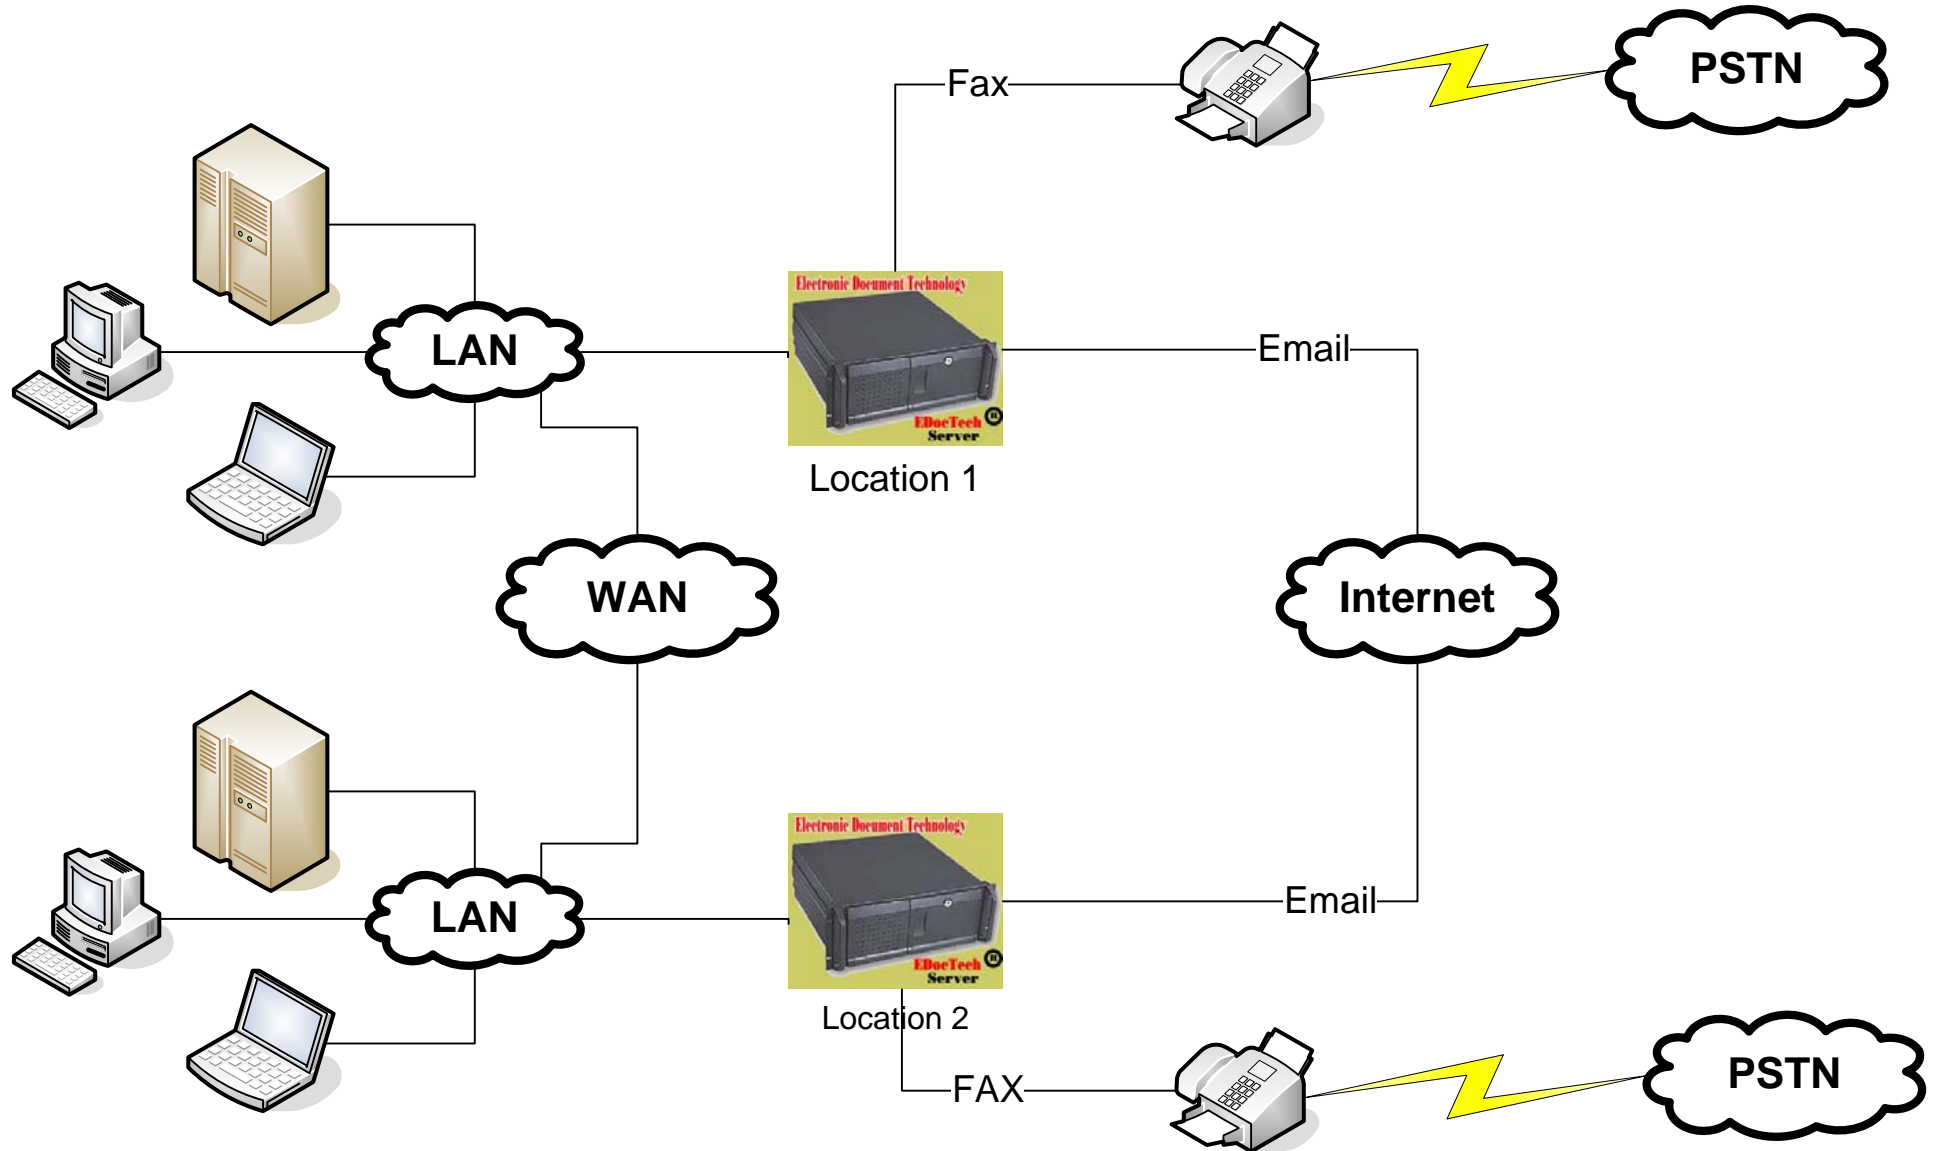 Fax
PSTN
Electronic Document Technology
LAN
Email
EDocTech ®
Server
Location 1
WAN
Internet
Electronic Document Technology
LAN
Email
EDocTech ®
Server
Location 2
FAX
PSTN